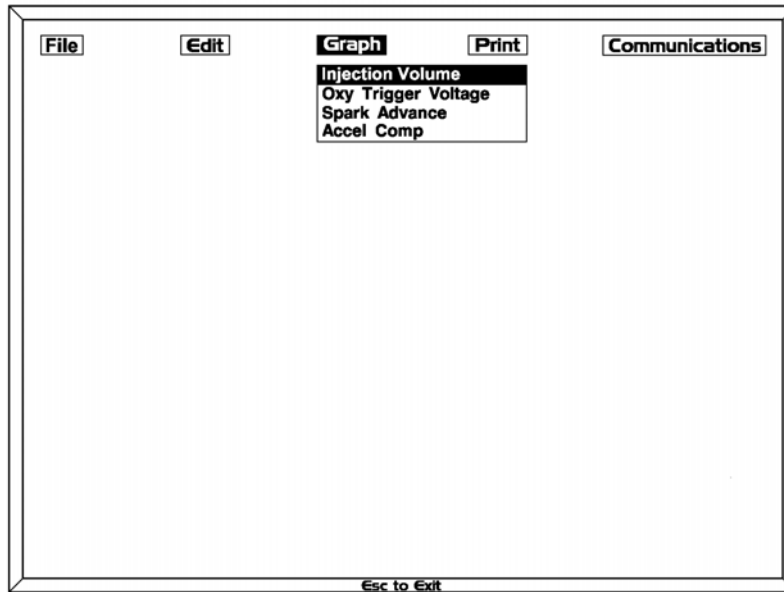 File Edit Graph Print Communications
Injection Volume
Oxy Trigger Voltage
Spark Advance
Accel Comp
Esc to Exit